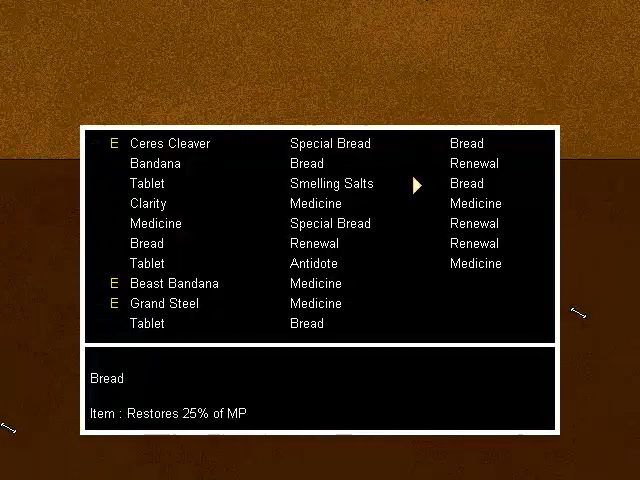 E Ceres Cleaver Special Bread Bread
Bandana Bread Renewal
Tablet Smelling Salts Bread
Clarity Medicine Medicine
Medicine Special Bread Renewal
Bread Renewal Renewal
Tablet Antidote Medicine
E Beast Bandana Medicine
E Grand Steel Medicine
Tablet Bread
Bread
Item : Restores 25% of MP